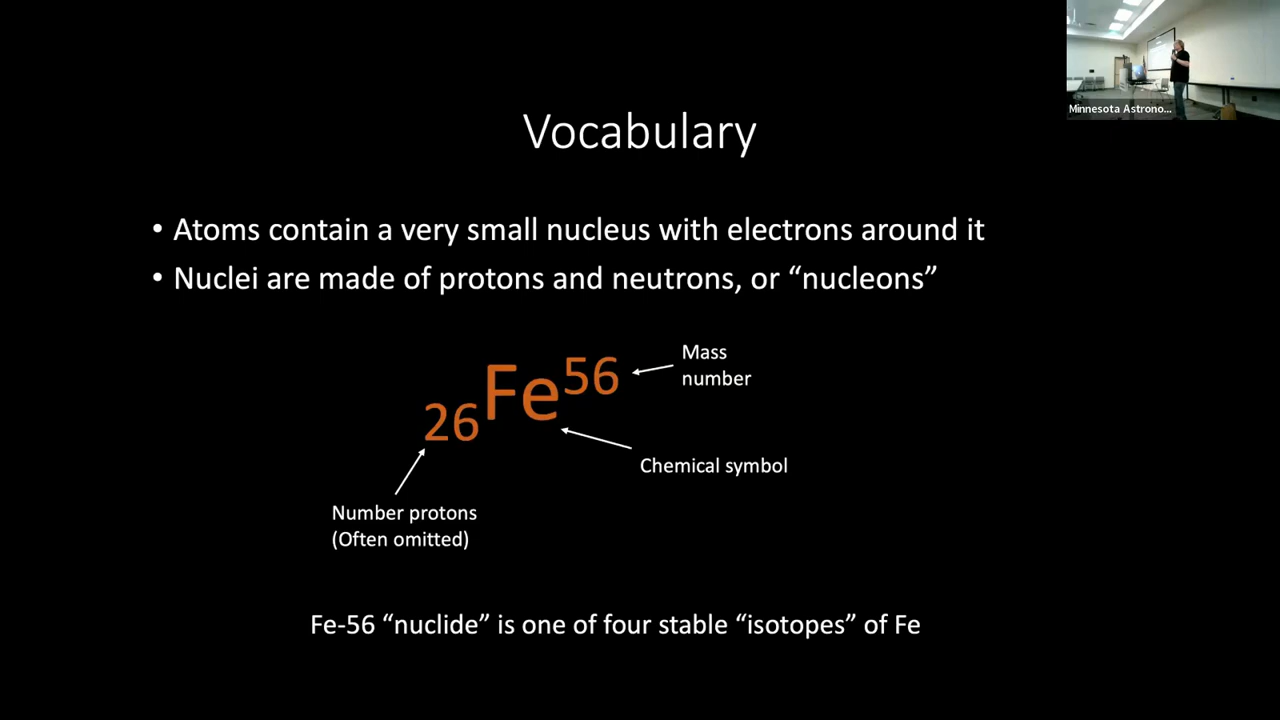 Minnesota Astrono...
Vocabulary
• Atoms contain a very small nucleus with electrons around it
• Nuclei are made of protons and neutrons, or “nucleons”
26Fe56
Mass
number
Chemical symbol
Number protons
(Often omitted)
Fe-56 “nuclide” is one of four stable “isotopes” of Fe